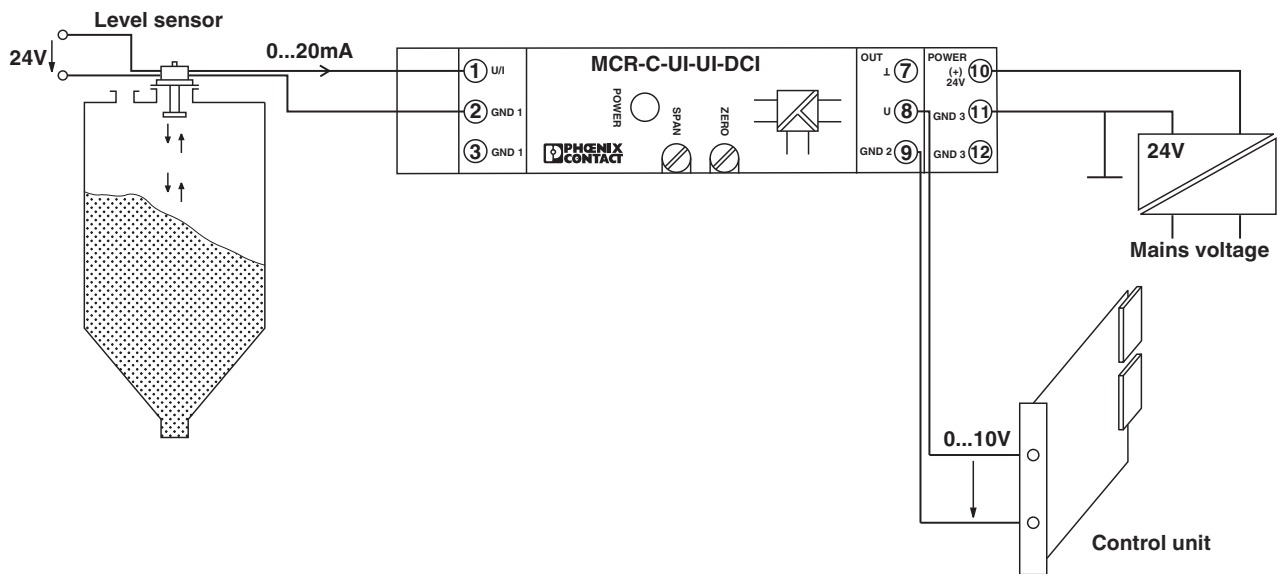 Level sensor
24V
0...20mA
1 U/I
2 GND 1
3 GND 1
MCR-C-UI-UI-DCI
POWER
SPAN
ZERO
PHŒNIX
CONTACT
OUT
I 7
U 8
GND 2 9
POWER
(+) 10
24V
GND 3 11
GND 3 12
24V
Mains voltage
0...10V
Control unit